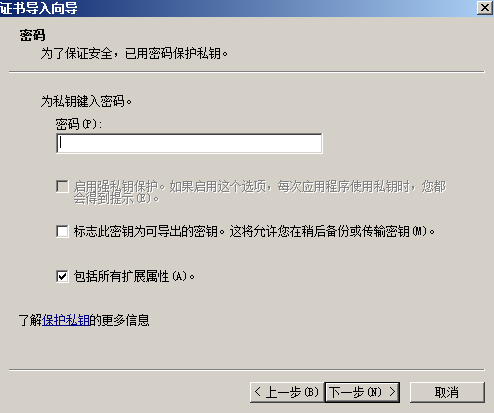 证书导入向导
密码
为了保证安全，已用密码保护私钥。
为私钥键入密码。
密码(P):
启用强私钥保护。如果启用这个选项，每次应用程序使用私钥时，您都
会得到提示(E)。
标志此密钥为可导出的密钥。这将允许您在稍后备份或传输密钥(M)。
包括所有扩展属性(A)。
了解保护私钥的更多信息
< 上一步(B) 下一步(N) > 取消